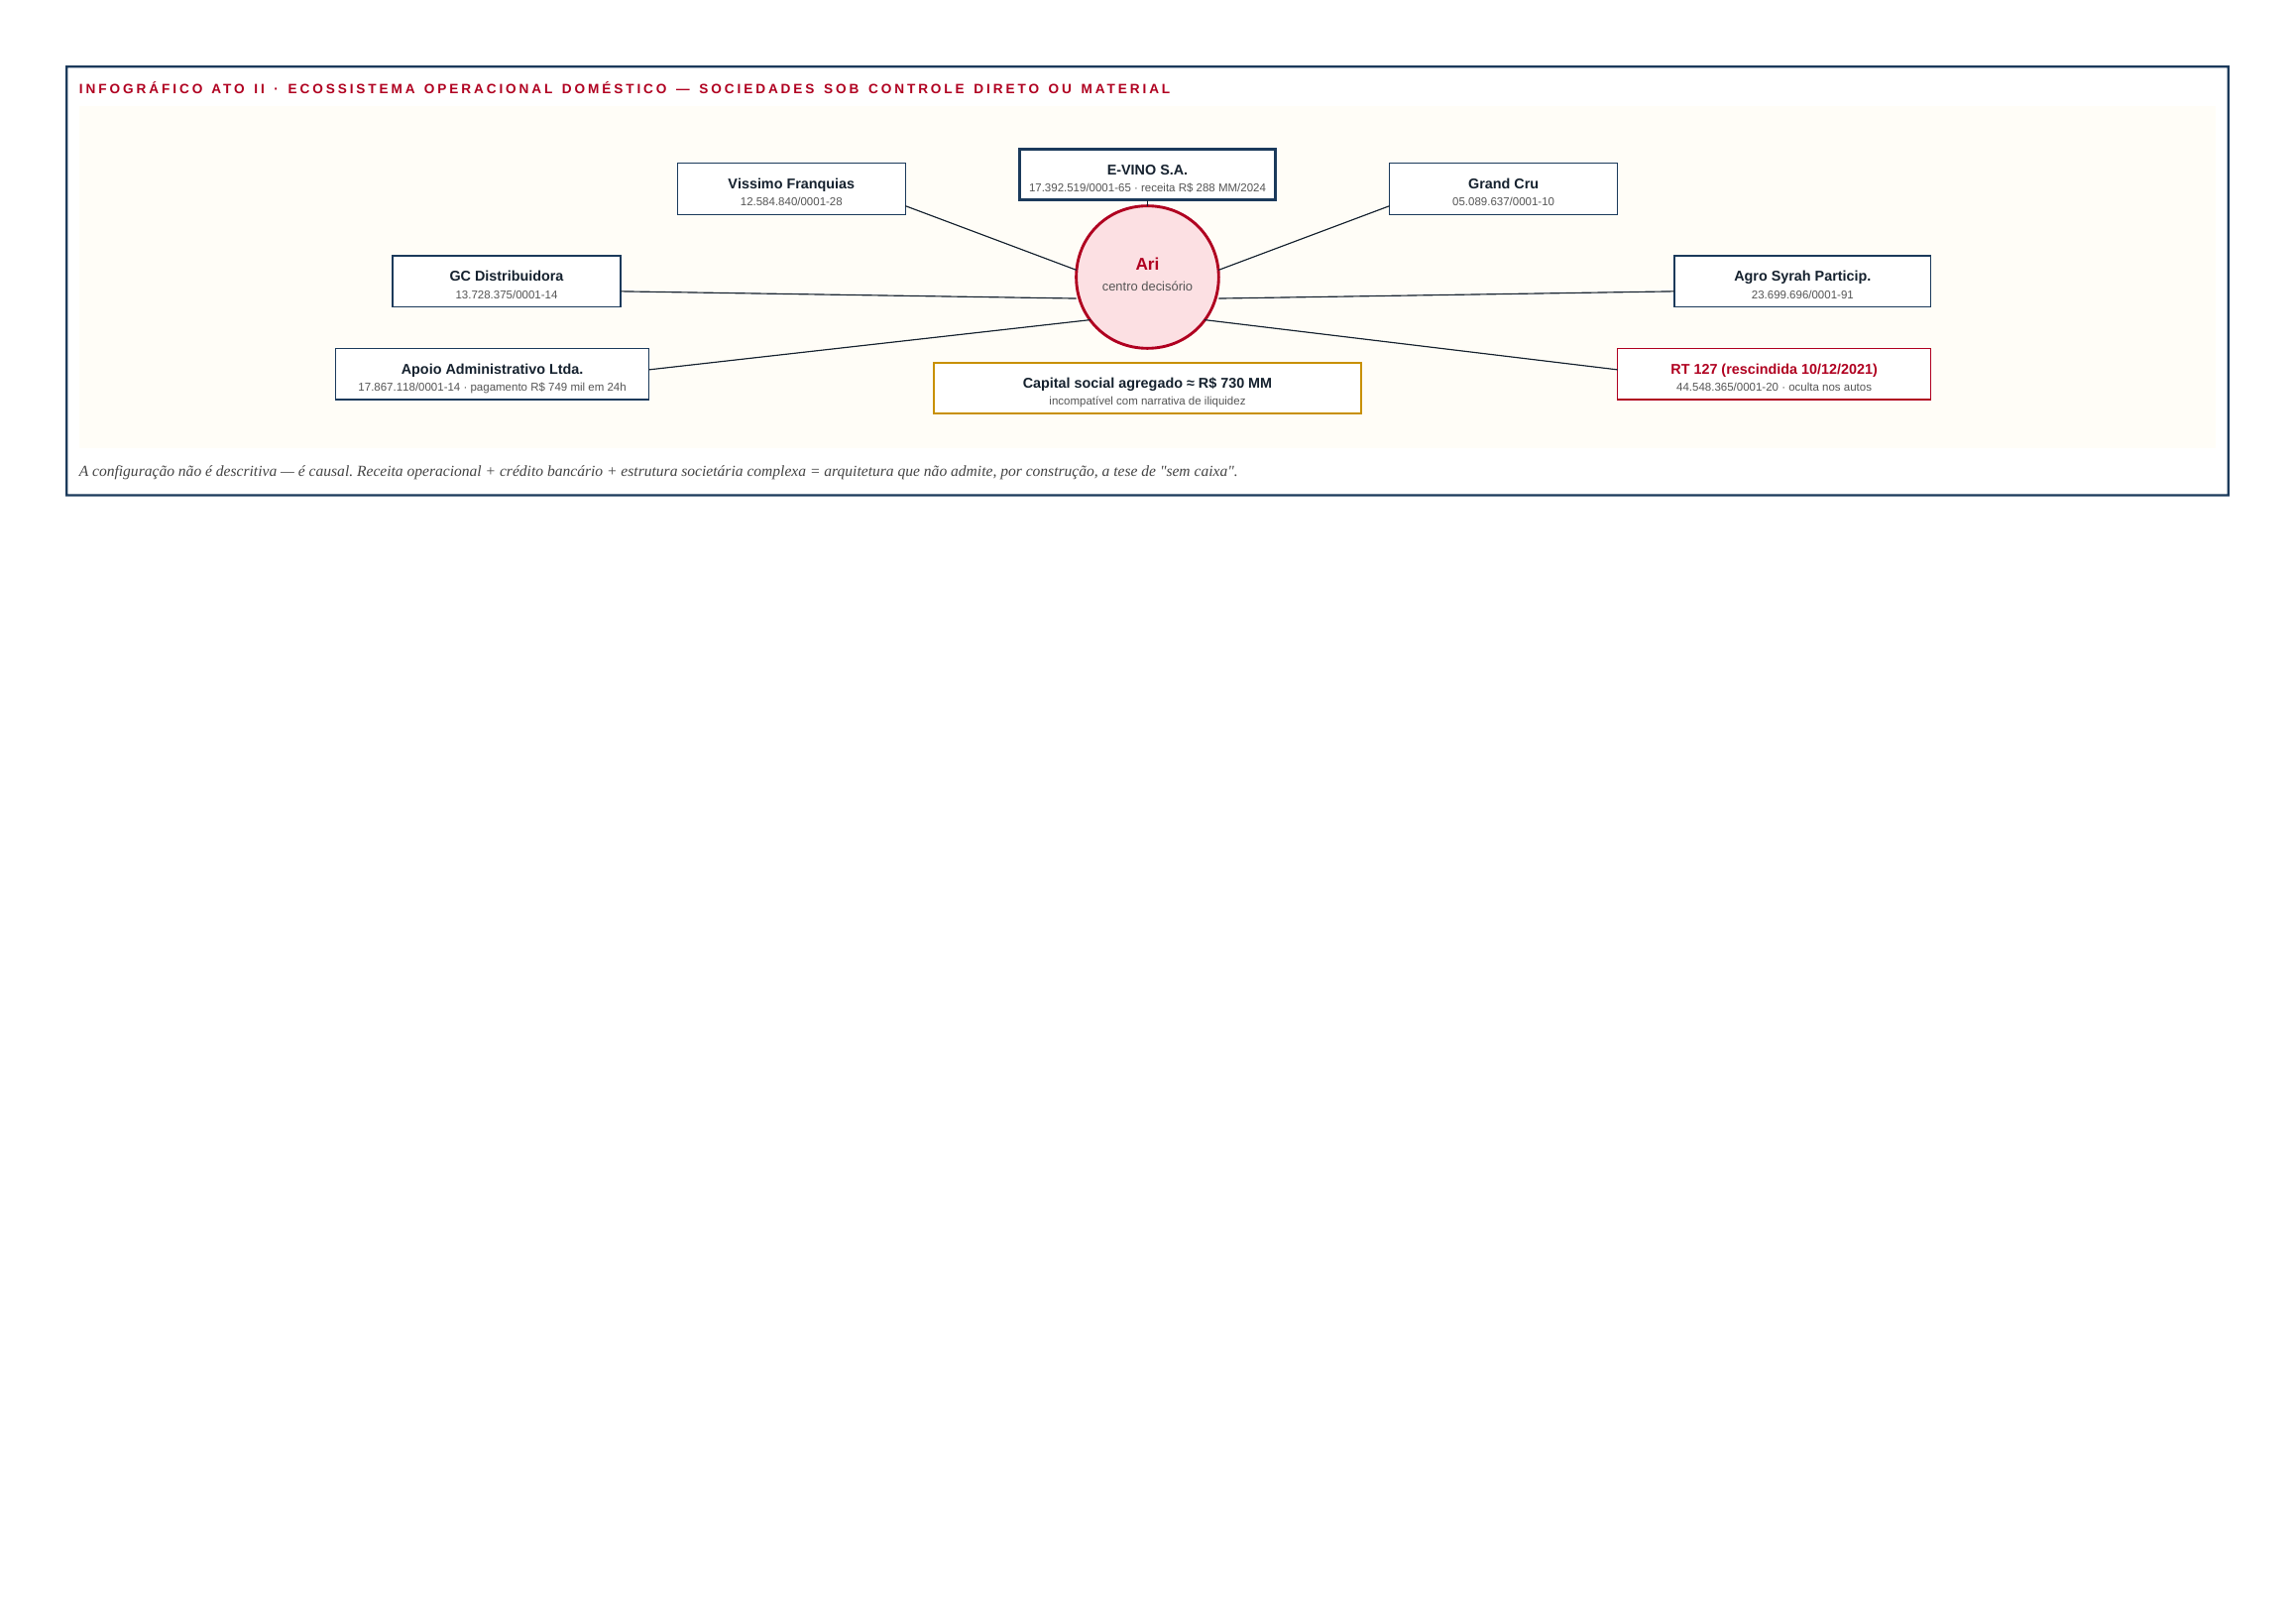 INFOGRÁFICO ATO II · ECOSSISTEMA OPERACIONAL DOMÉSTICO — SOCIEDADES SOB CONTROLE DIRETO OU MATERIAL
E-VINO S.A.
17.392.519/0001-65 · receita R$ 288 MM/2024
Vissimo Franquias
12.584.840/0001-28
Grand Cru
05.089.637/0001-10
Ari
centro decisório
GC Distribuidora
13.728.375/0001-14
Agro Syrah Particip.
23.699.696/0001-91
Apoio Administrativo Ltda.
17.867.118/0001-14 · pagamento R$ 749 mil em 24h
Capital social agregado ≈ R$ 730 MM
incompatível com narrativa de iliquidez
RT 127 (rescindida 10/12/2021)
44.548.365/0001-20 · oculta nos autos
A configuração não é descritiva — é causal. Receita operacional + crédito bancário + estrutura societária complexa = arquitetura que não admite, por construção, a tese de "sem caixa".